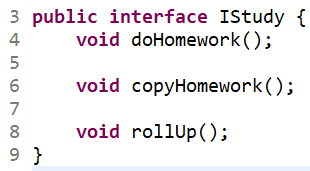 3 public interface IStudy {
4     void doHomework();
5
6     void copyHomework();
7
8     void rollUp();
9 }